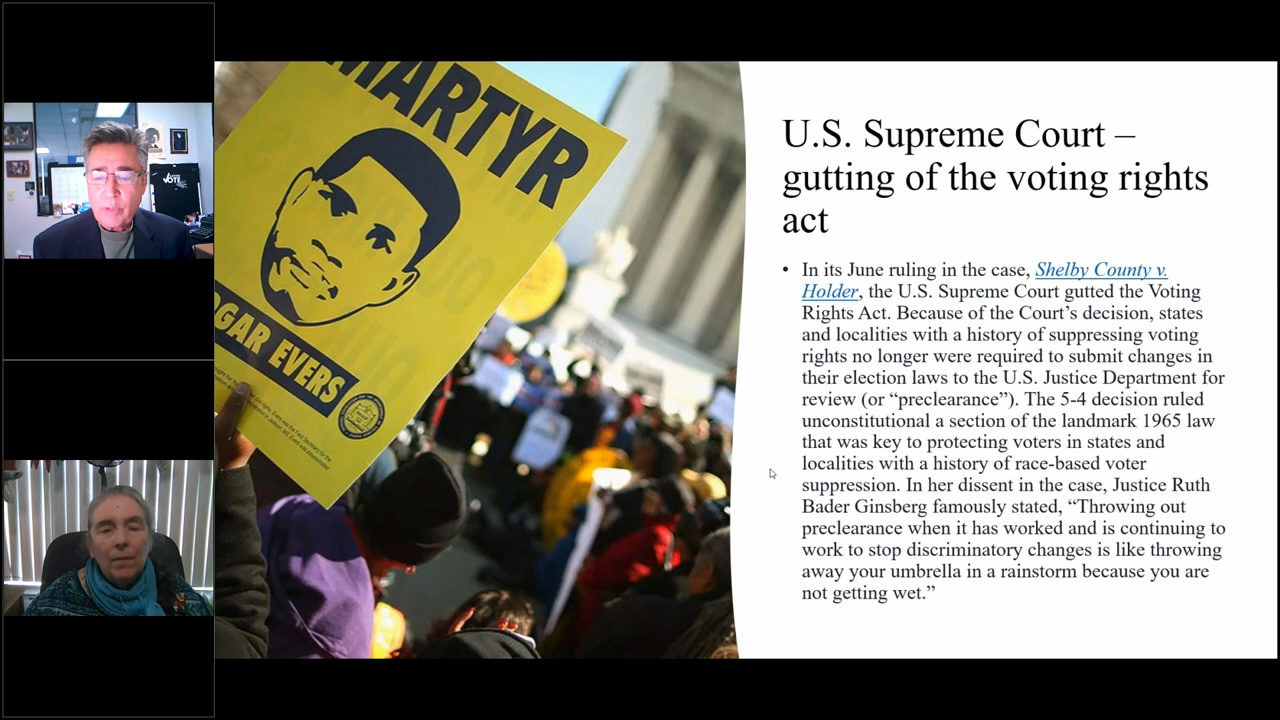 VOTE
MARTYR
GAR EVERS
U.S. Supreme Court –
gutting of the voting rights
act
• In its June ruling in the case, Shelby County v.
Holder, the U.S. Supreme Court gutted the Voting
Rights Act. Because of the Court’s decision, states
and localities with a history of suppressing voting
rights no longer were required to submit changes in
their election laws to the U.S. Justice Department for
review (or “preclearance”). The 5-4 decision ruled
unconstitutional a section of the landmark 1965 law
that was key to protecting voters in states and
localities with a history of race-based voter
suppression. In her dissent in the case, Justice Ruth
Bader Ginsberg famously stated, “Throwing out
preclearance when it has worked and is continuing to
work to stop discriminatory changes is like throwing
away your umbrella in a rainstorm because you are
not getting wet.”